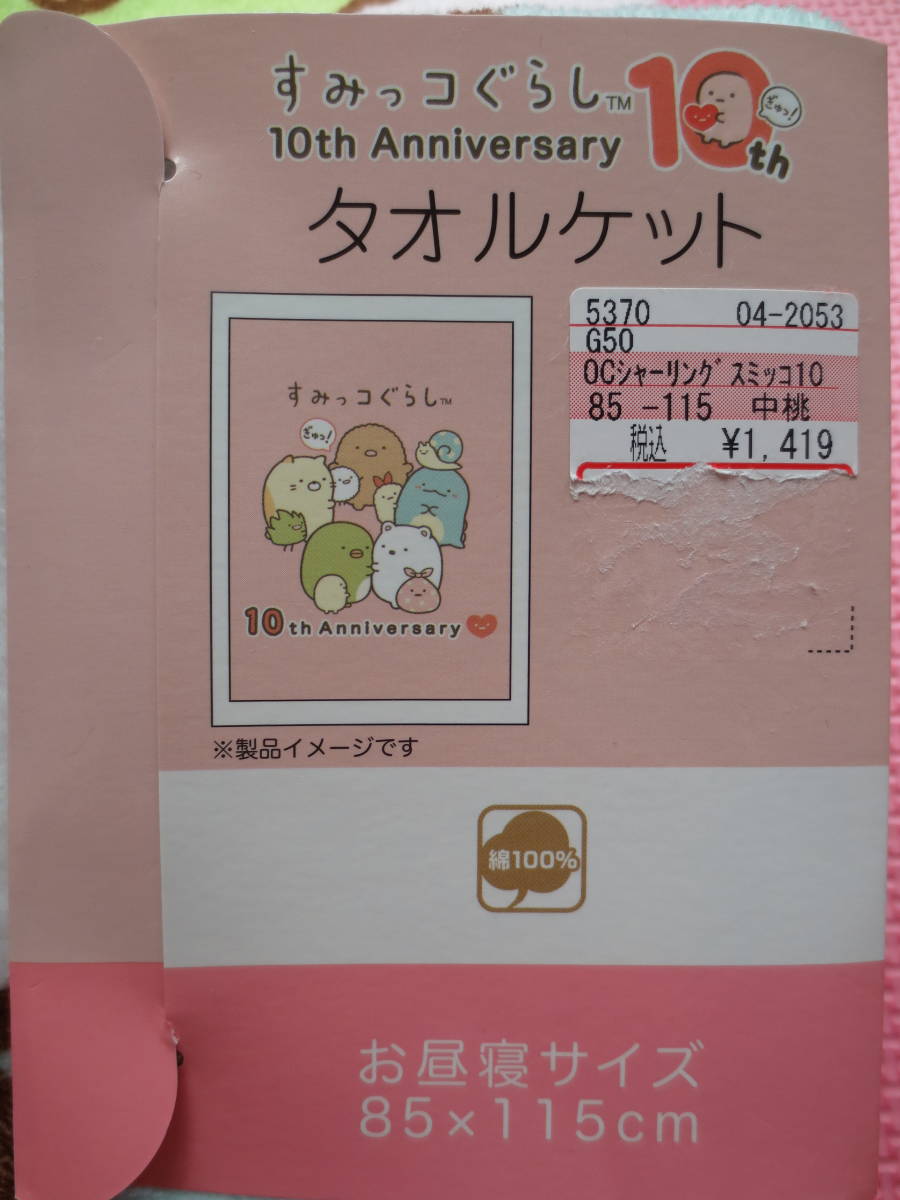 すみっコぐらし™
10th Anniversary
10th
ぎゅっ!
タオルケット
5370 04-2053
G50
OCシャーリングスミッコ10
85 -115 中桃
税込 ¥1,419
すみっコぐらし™
ぎゅっ!
10th Anniversary
※製品イメージです
綿100%
お昼寝サイズ
85×115cm